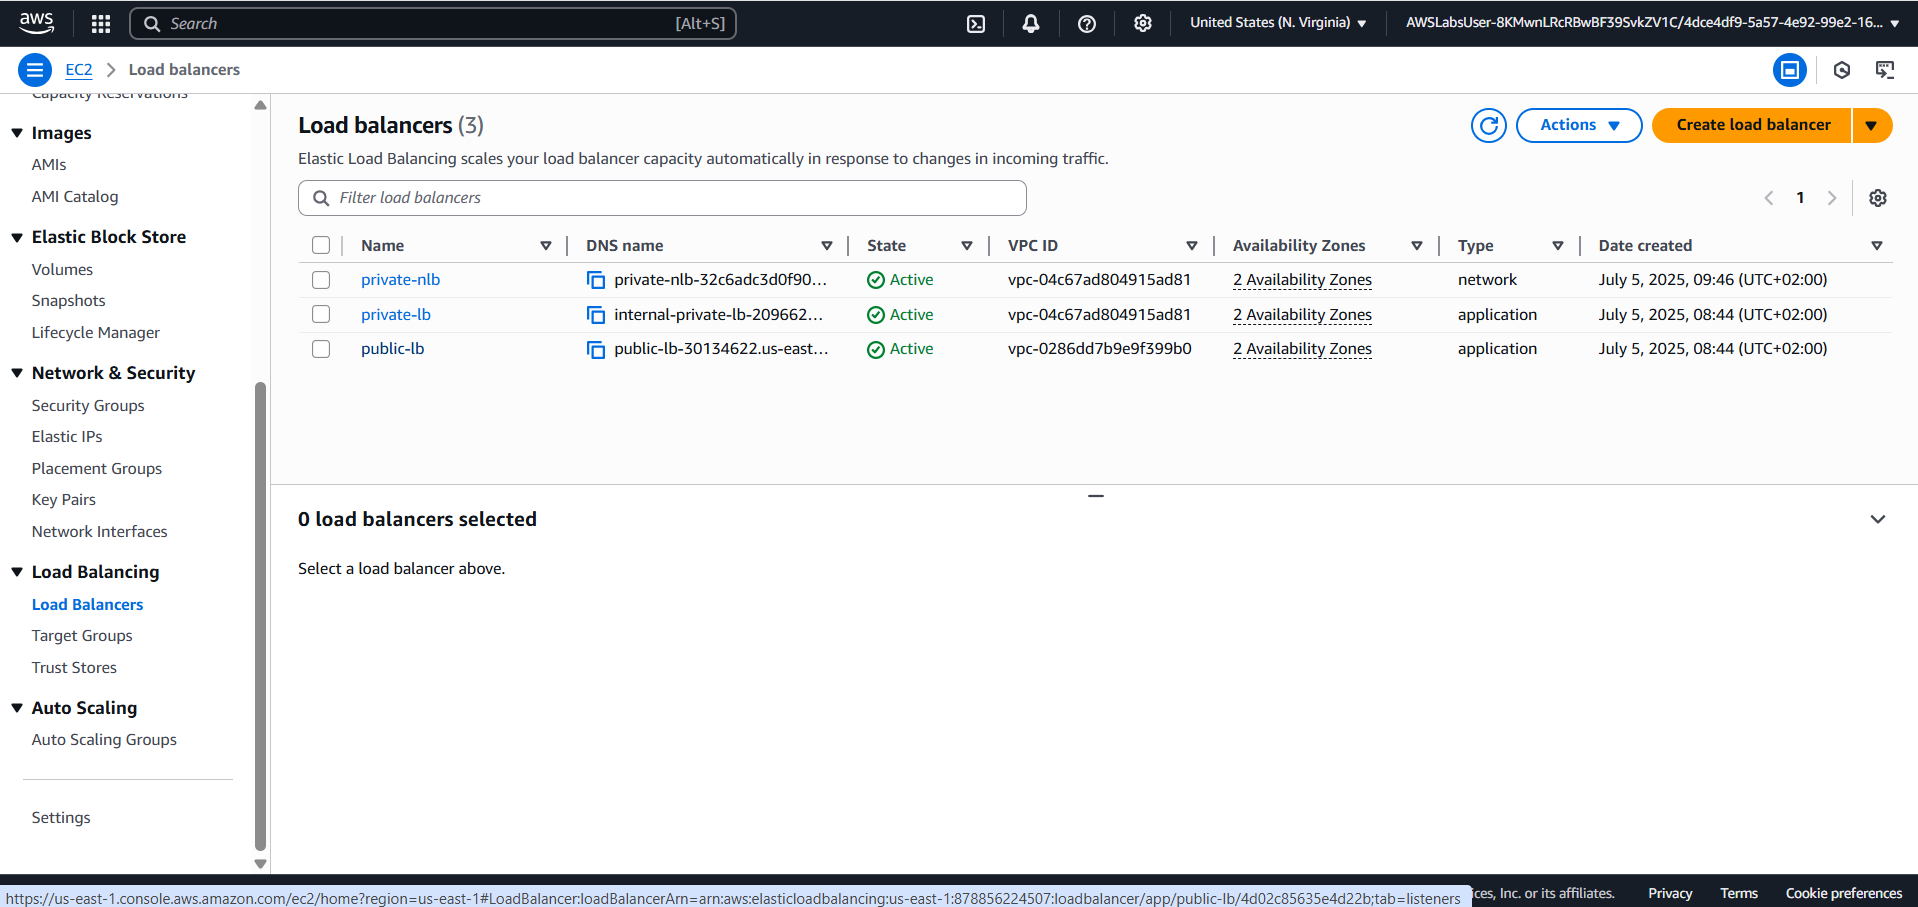 aws
Search [Alt+S]
United States (N. Virginia)
AWSLabsUser-8KMwnLRcRBwBF39SvkZV1C/4dce4df9-5a57-4e92-99e2-16...
EC2 > Load balancers
Capacity Reservations
Images
AMIs
AMI Catalog
Elastic Block Store
Volumes
Snapshots
Lifecycle Manager
Network & Security
Security Groups
Elastic IPs
Placement Groups
Key Pairs
Network Interfaces
Load Balancing
Load Balancers
Target Groups
Trust Stores
Auto Scaling
Auto Scaling Groups
Settings
Load balancers (3)
Actions
Create load balancer
Elastic Load Balancing scales your load balancer capacity automatically in response to changes in incoming traffic.
Filter load balancers
1
Name DNS name State VPC ID Availability Zones Type Date created
private-nlb private-nlb-32c6adc3d0f90... Active vpc-04c67ad804915ad81 2 Availability Zones network July 5, 2025, 09:46 (UTC+02:00)
private-lb internal-private-lb-209662... Active vpc-04c67ad804915ad81 2 Availability Zones application July 5, 2025, 08:44 (UTC+02:00)
public-lb public-lb-30134622.us-east... Active vpc-0286dd7b9e9f399b0 2 Availability Zones application July 5, 2025, 08:44 (UTC+02:00)
0 load balancers selected
Select a load balancer above.
https://us-east-1.console.aws.amazon.com/ec2/home?region=us-east-1#LoadBalancer:loadBalancerArn=arn:aws:elasticloadbalancing:us-east-1:878856224507:loadbalancer/app/public-lb/4d02c85635e4d22b;tab=listeners
ices, Inc. or its affiliates. Privacy Terms Cookie preferences